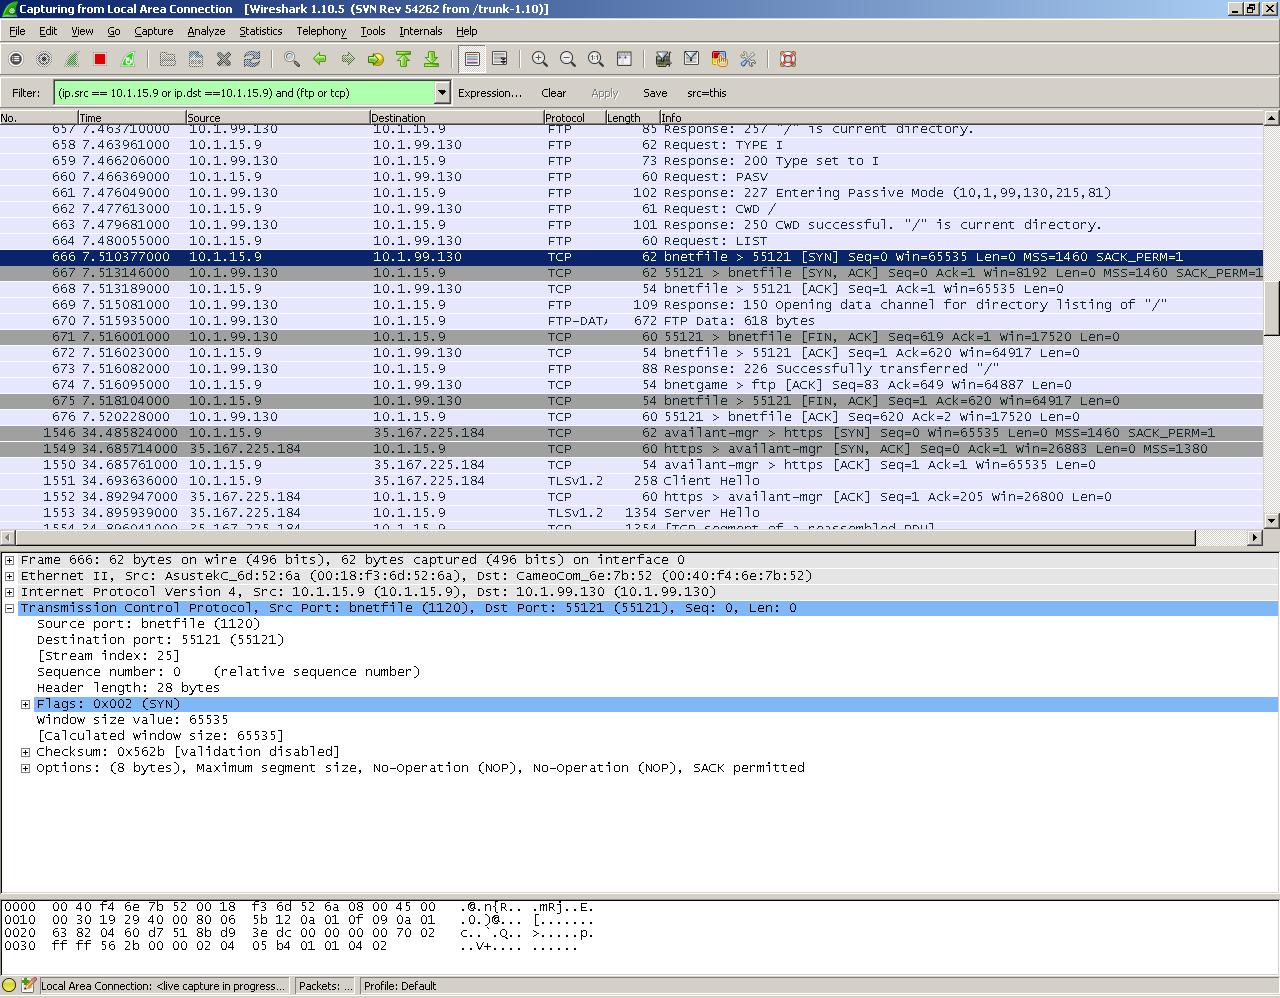 Capturing from Local Area Connection   [Wireshark 1.10.5  (SVN Rev 54262 from /trunk-1.10)]
File Edit View Go Capture Analyze Statistics Telephony Tools Internals Help
Filter: (ip.src == 10.1.15.9 or ip.dst ==10.1.15.9) and (ftp or tcp) Expression... Clear Apply Save src=this
No. Time Source Destination Protocol Length Info
657 7.463710000 10.1.99.130 10.1.15.9 FTP 85 Response: 257 "/" is current directory.
658 7.463961000 10.1.15.9 10.1.99.130 FTP 62 Request: TYPE I
659 7.466206000 10.1.99.130 10.1.15.9 FTP 73 Response: 200 Type set to I
660 7.466369000 10.1.15.9 10.1.99.130 FTP 60 Request: PASV
661 7.476049000 10.1.99.130 10.1.15.9 FTP 102 Response: 227 Entering Passive Mode (10,1,99,130,215,81)
662 7.477613000 10.1.15.9 10.1.99.130 FTP 61 Request: CWD /
663 7.479681000 10.1.99.130 10.1.15.9 FTP 101 Response: 250 CWD successful. "/" is current directory.
664 7.480055000 10.1.15.9 10.1.99.130 FTP 60 Request: LIST
666 7.510377000 10.1.15.9 10.1.99.130 TCP 62 bnetfile > 55121 [SYN] Seq=0 Win=65535 Len=0 MSS=1460 SACK_PERM=1
667 7.513146000 10.1.99.130 10.1.15.9 TCP 62 55121 > bnetfile [SYN, ACK] Seq=0 Ack=1 Win=8192 Len=0 MSS=1460 SACK_PERM=1
668 7.513189000 10.1.15.9 10.1.99.130 TCP 54 bnetfile > 55121 [ACK] Seq=1 Ack=1 Win=65535 Len=0
669 7.515081000 10.1.99.130 10.1.15.9 FTP 109 Response: 150 Opening data channel for directory listing of "/"
670 7.515935000 10.1.99.130 10.1.15.9 FTP-DATA 672 FTP Data: 618 bytes
671 7.516001000 10.1.99.130 10.1.15.9 TCP 60 55121 > bnetfile [FIN, ACK] Seq=619 Ack=1 Win=17520 Len=0
672 7.516023000 10.1.15.9 10.1.99.130 TCP 54 bnetfile > 55121 [ACK] Seq=1 Ack=620 Win=64917 Len=0
673 7.516082000 10.1.99.130 10.1.15.9 FTP 88 Response: 226 Successfully transferred "/"
674 7.516095000 10.1.15.9 10.1.99.130 TCP 54 bnetgame > ftp [ACK] Seq=83 Ack=649 Win=64887 Len=0
675 7.518104000 10.1.15.9 10.1.99.130 TCP 54 bnetfile > 55121 [FIN, ACK] Seq=1 Ack=620 Win=64917 Len=0
676 7.520228000 10.1.99.130 10.1.15.9 TCP 60 55121 > bnetfile [ACK] Seq=620 Ack=2 Win=17520 Len=0
1546 34.485824000 10.1.15.9 35.167.225.184 TCP 62 availant-mgr > https [SYN] Seq=0 Win=65535 Len=0 MSS=1460 SACK_PERM=1
1549 34.685714000 35.167.225.184 10.1.15.9 TCP 60 https > availant-mgr [SYN, ACK] Seq=0 Ack=1 Win=26883 Len=0 MSS=1380
1550 34.685761000 10.1.15.9 35.167.225.184 TCP 54 availant-mgr > https [ACK] Seq=1 Ack=1 Win=65535 Len=0
1551 34.693636000 10.1.15.9 35.167.225.184 TLSv1.2 258 Client Hello
1552 34.892947000 35.167.225.184 10.1.15.9 TCP 60 https > availant-mgr [ACK] Seq=1 Ack=205 Win=26800 Len=0
1553 34.895939000 35.167.225.184 10.1.15.9 TLSv1.2 1354 Server Hello
1554 34.896041000 35.167.225.184 10.1.15.9 TCP 1354 [TCP segment of a reassembled PDU]
Frame 666: 62 bytes on wire (496 bits), 62 bytes captured (496 bits) on interface 0
Ethernet II, Src: AsustekC_6d:52:6a (00:18:f3:6d:52:6a), Dst: CameoCom_6e:7b:52 (00:40:f4:6e:7b:52)
Internet Protocol Version 4, Src: 10.1.15.9 (10.1.15.9), Dst: 10.1.99.130 (10.1.99.130)
Transmission Control Protocol, Src Port: bnetfile (1120), Dst Port: 55121 (55121), Seq: 0, Len: 0
Source port: bnetfile (1120)
Destination port: 55121 (55121)
[Stream index: 25]
Sequence number: 0    (relative sequence number)
Header length: 28 bytes
Flags: 0x002 (SYN)
Window size value: 65535
[Calculated window size: 65535]
Checksum: 0x562b [validation disabled]
Options: (8 bytes), Maximum segment size, No-Operation (NOP), No-Operation (NOP), SACK permitted
0000  00 40 f4 6e 7b 52 00 18  f3 6d 52 6a 08 00 45 00   .@.n{R.. .mRj..E.
0010  00 30 19 29 40 00 80 06  5b 12 0a 01 0f 09 0a 01   .0.)@... [.......
0020  63 82 04 60 d7 51 8b d9  3e dc 00 00 00 00 70 02   c..`.Q.. >.....p.
0030  ff ff 56 2b 00 00 02 04  05 b4 01 01 04 02         ..V+.... ......
Local Area Connection: <live capture in progress... Packets: ... Profile: Default